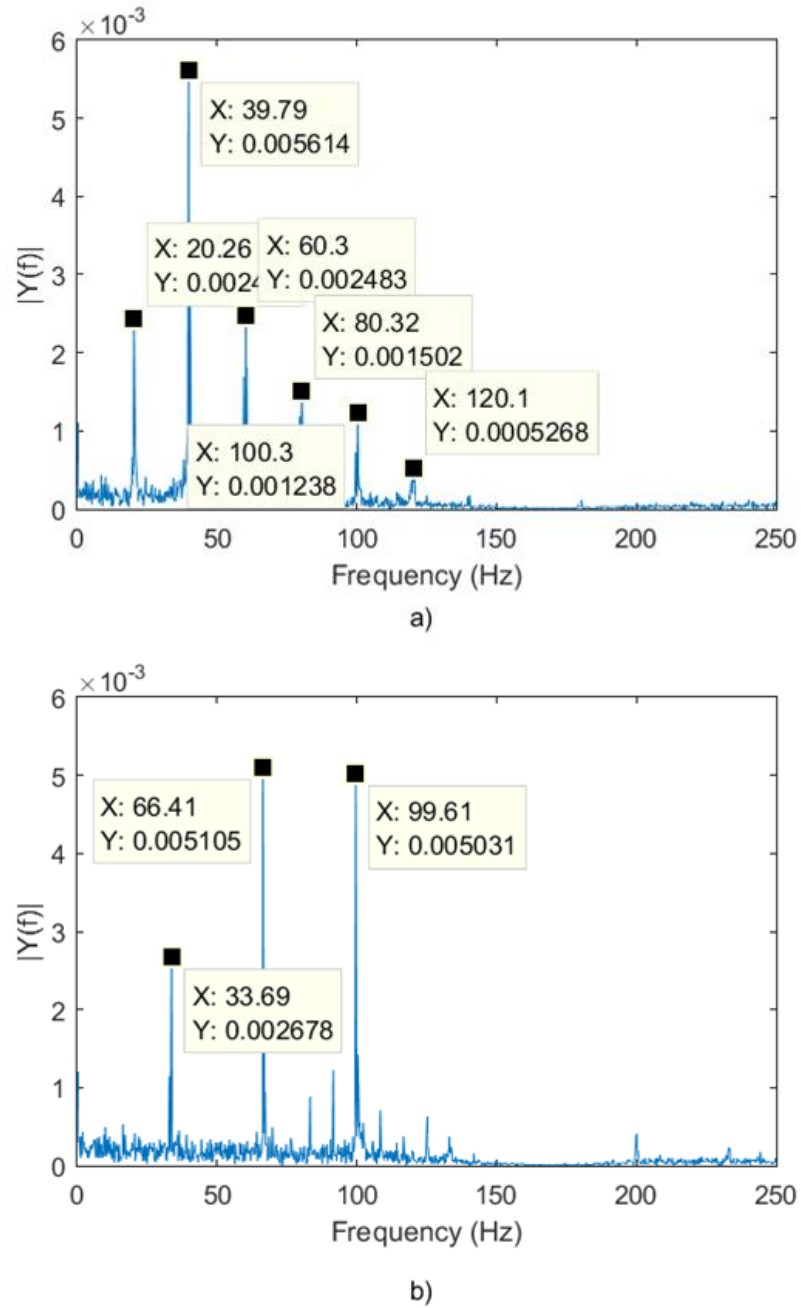 ×10⁻³
6
5
4
3
2
1
0
|Y(f)|
X: 39.79
Y: 0.005614
X: 20.26
Y: 0.0024
X: 60.3
Y: 0.002483
X: 80.32
Y: 0.001502
X: 120.1
Y: 0.0005268
X: 100.3
Y: 0.001238
0 50 100 150 200 250
Frequency (Hz)
a)
×10⁻³
6
5
4
3
2
1
0
|Y(f)|
X: 66.41
Y: 0.005105
X: 99.61
Y: 0.005031
X: 33.69
Y: 0.002678
0 50 100 150 200 250
Frequency (Hz)
b)